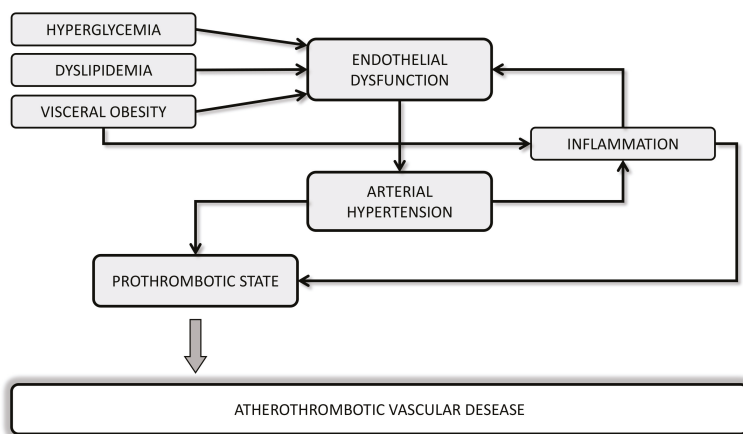 HYPERGLYCEMIA
DYSLIPIDEMIA
VISCERAL OBESITY
ENDOTHELIAL
DYSFUNCTION
INFLAMMATION
ARTERIAL
HYPERTENSION
PROTHROMBOTIC STATE
ATHEROTHROMBOTIC VASCULAR DESEASE